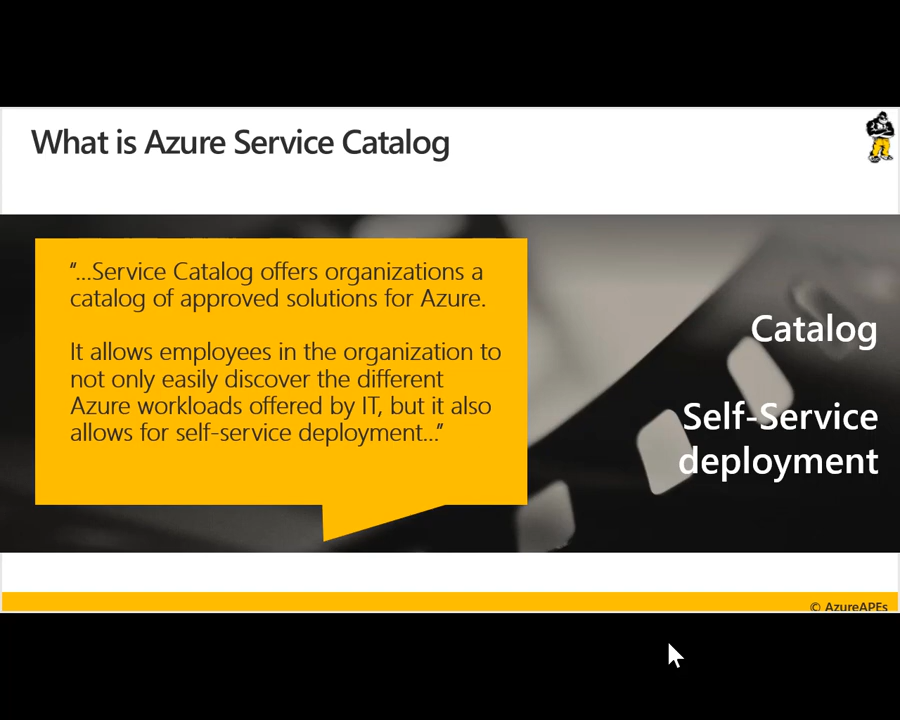 What is Azure Service Catalog
“...Service Catalog offers organizations a
catalog of approved solutions for Azure.
It allows employees in the organization to
not only easily discover the different
Azure workloads offered by IT, but it also
allows for self-service deployment...”
Catalog
Self-Service
deployment
© AzureAPEs